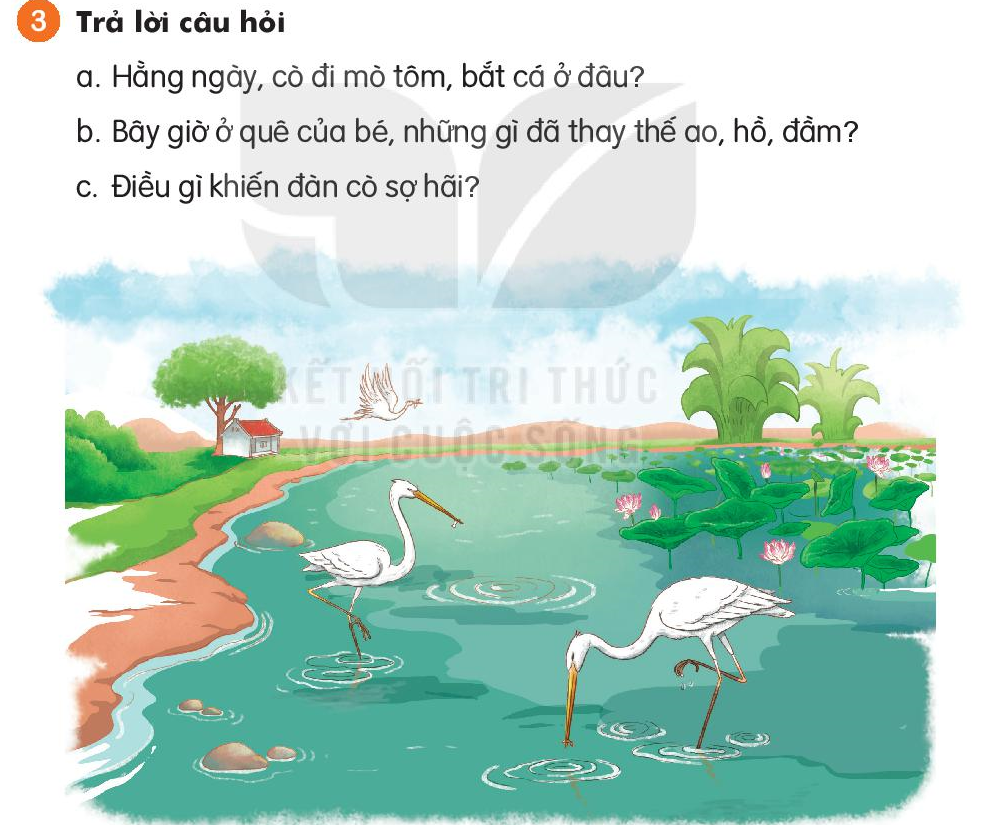 3 Trả lời câu hỏi
a. Hằng ngày, cò đi mò tôm, bắt cá ở đâu?
b. Bây giờ ở quê của bé, những gì đã thay thế ao, hồ, đầm?
c. Điều gì khiến đàn cò sợ hãi?
KẾT NỐI TRI THỨC
VỚI CUỘC SỐNG